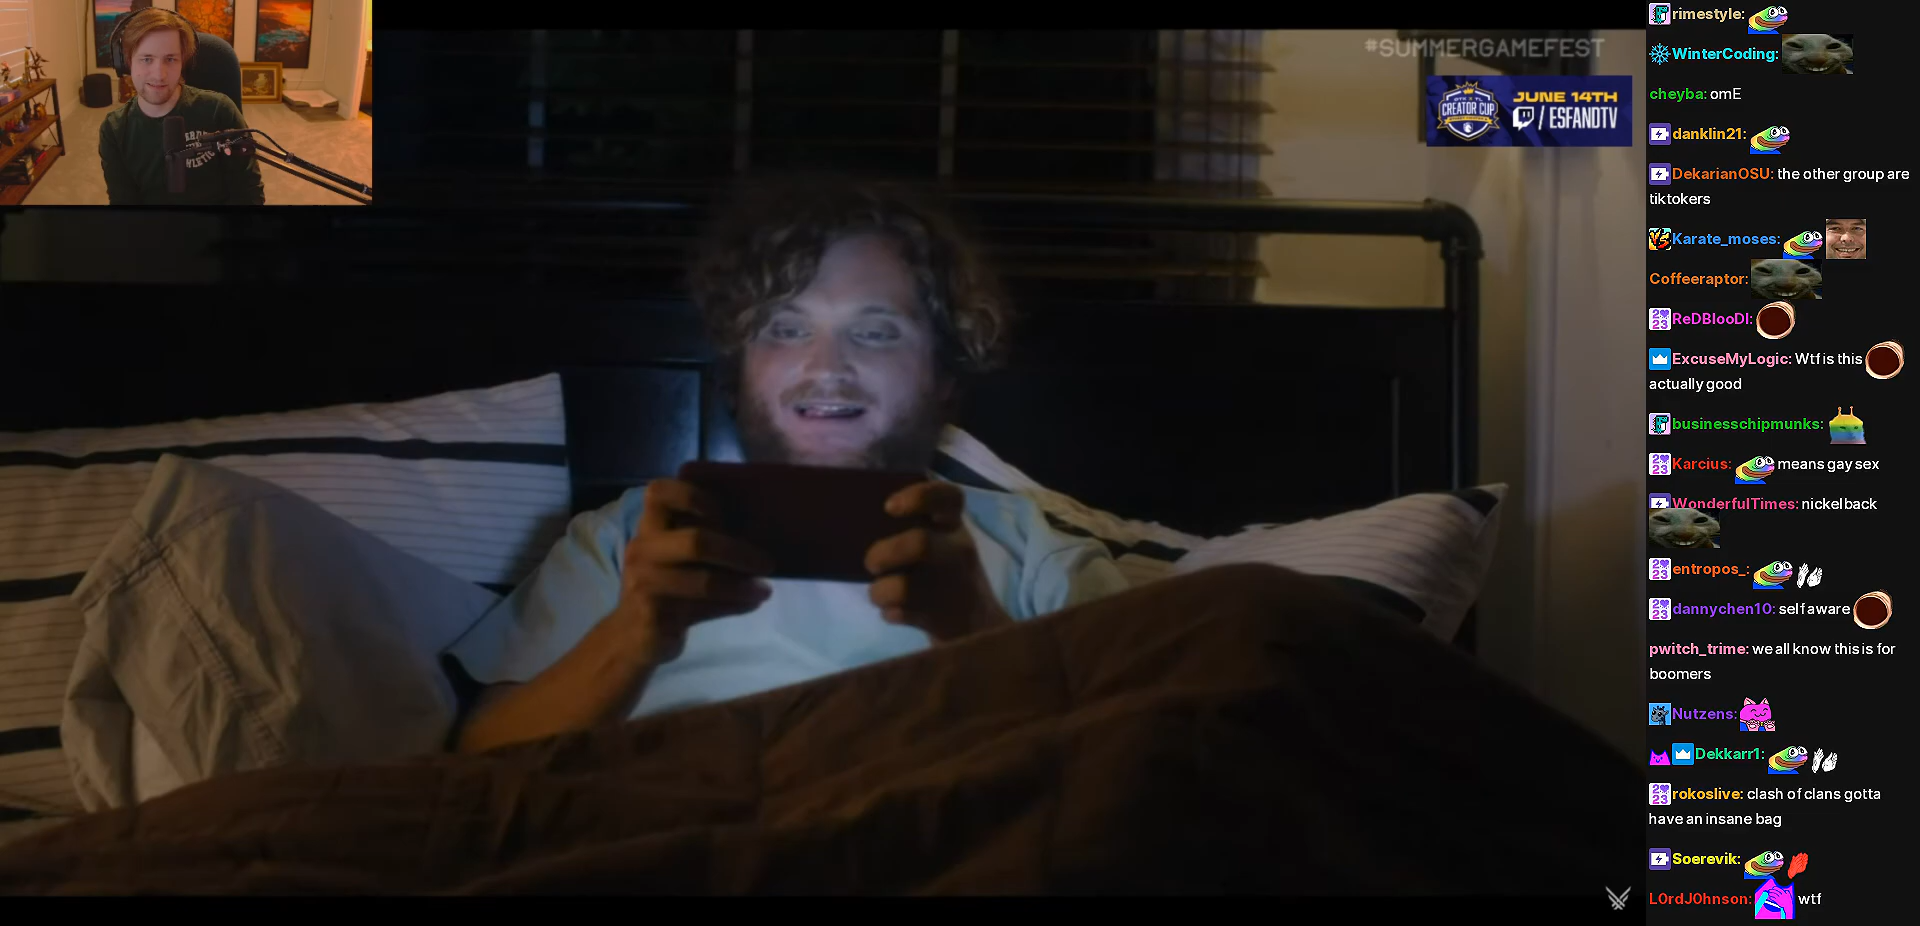 #SUMMERGAMEFEST
CREATOR CUP
JUNE 14TH
/ ESFANDTV
rimestyle:
WinterCoding:
cheyba: omE
danklin21:
DekarianOSU: the other group are
tiktokers
Karate_moses:
Coffeeraptor:
ReDBlooDl:
ExcuseMyLogic: Wtf is this
actually good
businesschipmunks:
Karcius: means gay sex
WonderfulTimes: nickelback
entropos_:
dannychen10: self aware
pwitch_trime: we all know this is for
boomers
Nutzens:
Dekkarr1:
rokoslive: clash of clans gotta
have an insane bag
Soerevik:
L0rdJ0hnson: wtf